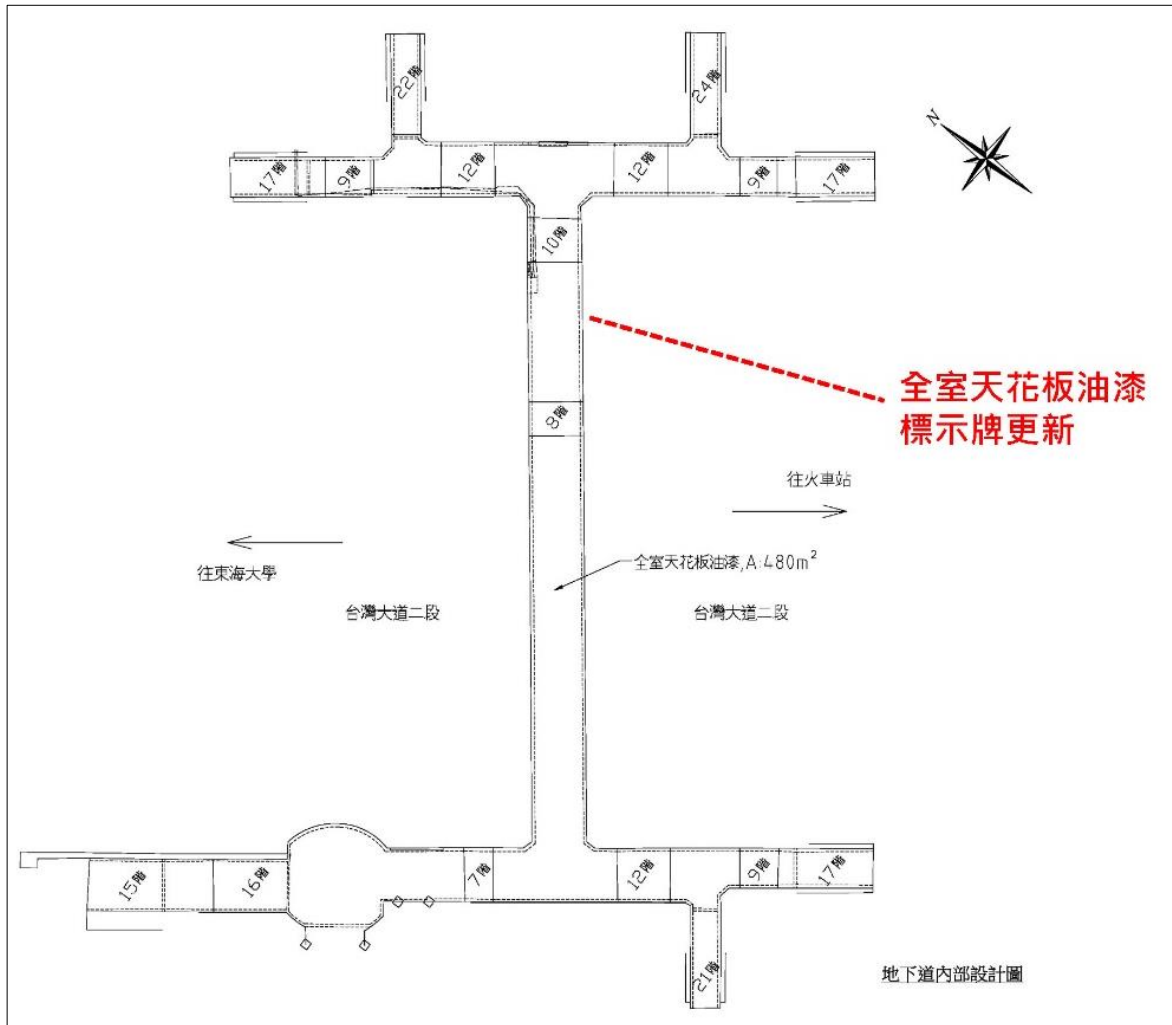 22階
24階
N
17階
9階
12階
12階
9階
17階
10階
全室天花板油漆
標示牌更新
8階
往火車站
往東海大學
全室天花板油漆,A:480m²
台灣大道二段
台灣大道二段
15階
16階
7階
12階
9階
17階
21階
地下道內部設計圖